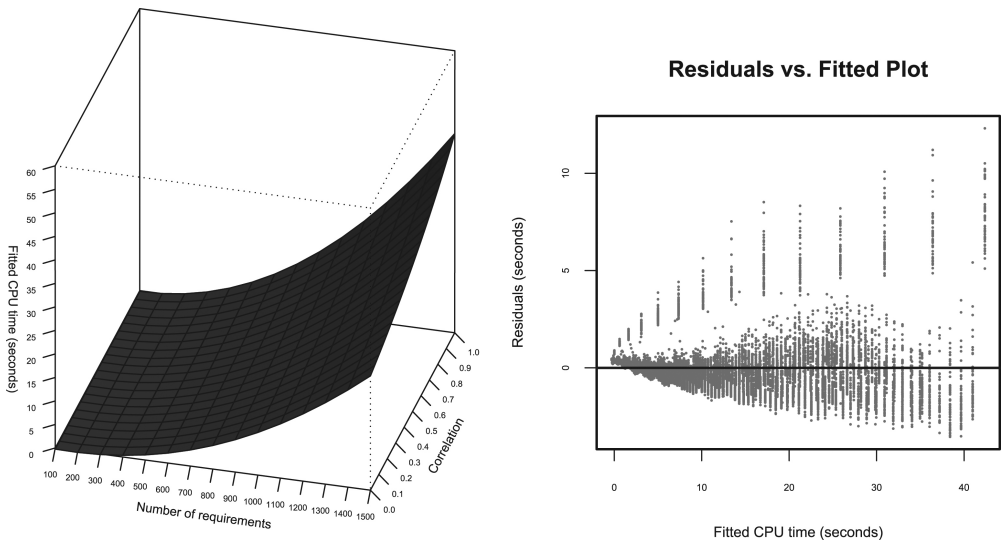 60
55
50
45
40
35
30
25
20
15
10
5
0
Fitted CPU time (seconds)
100 200 300 400 500 600 700 800 900 1000 1100 1200 1300 1400 1500
Number of requirements
0.0 0.1 0.2 0.3 0.4 0.5 0.6 0.7 0.8 0.9 1.0
Correlation
Residuals vs. Fitted Plot
Residuals (seconds)
10
5
0
0 10 20 30 40
Fitted CPU time (seconds)